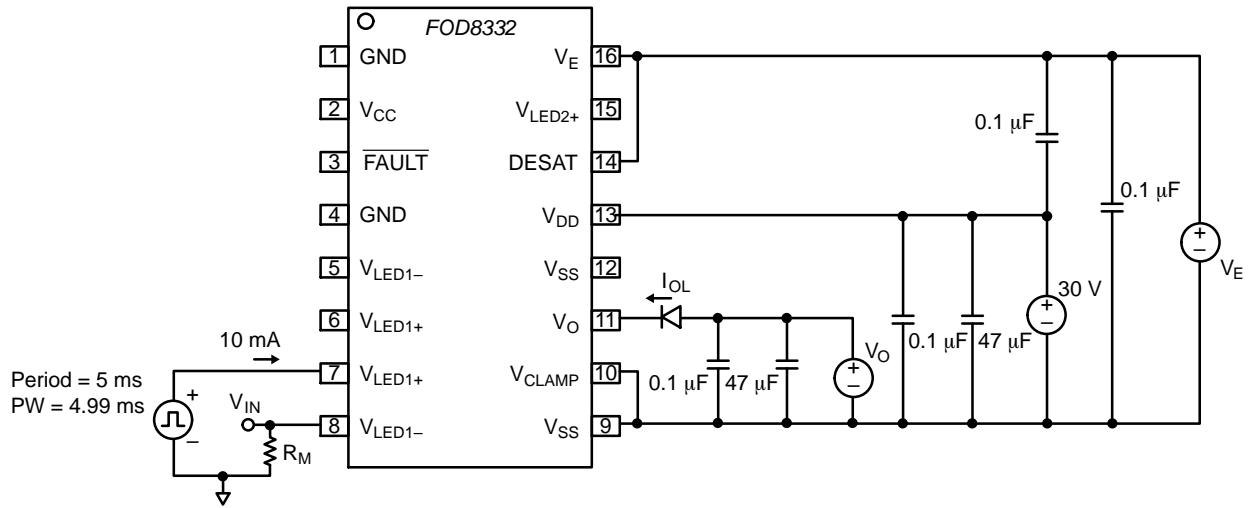 FOD8332
1 GND
2 VCC
3 FAULT
4 GND
5 VLED1–
6 VLED1+
7 VLED1+
8 VLED1–
VE 16
VLED2+ 15
DESAT 14
VDD 13
VSS 12
VO 11
VCLAMP 10
VSS 9
10 mA
Period = 5 ms
PW = 4.99 ms
+
–
VIN
RM
IOL
0.1 μF
47 μF
+
–
VO
0.1 μF
47 μF
+
–
30 V
0.1 μF
0.1 μF
+
–
VE